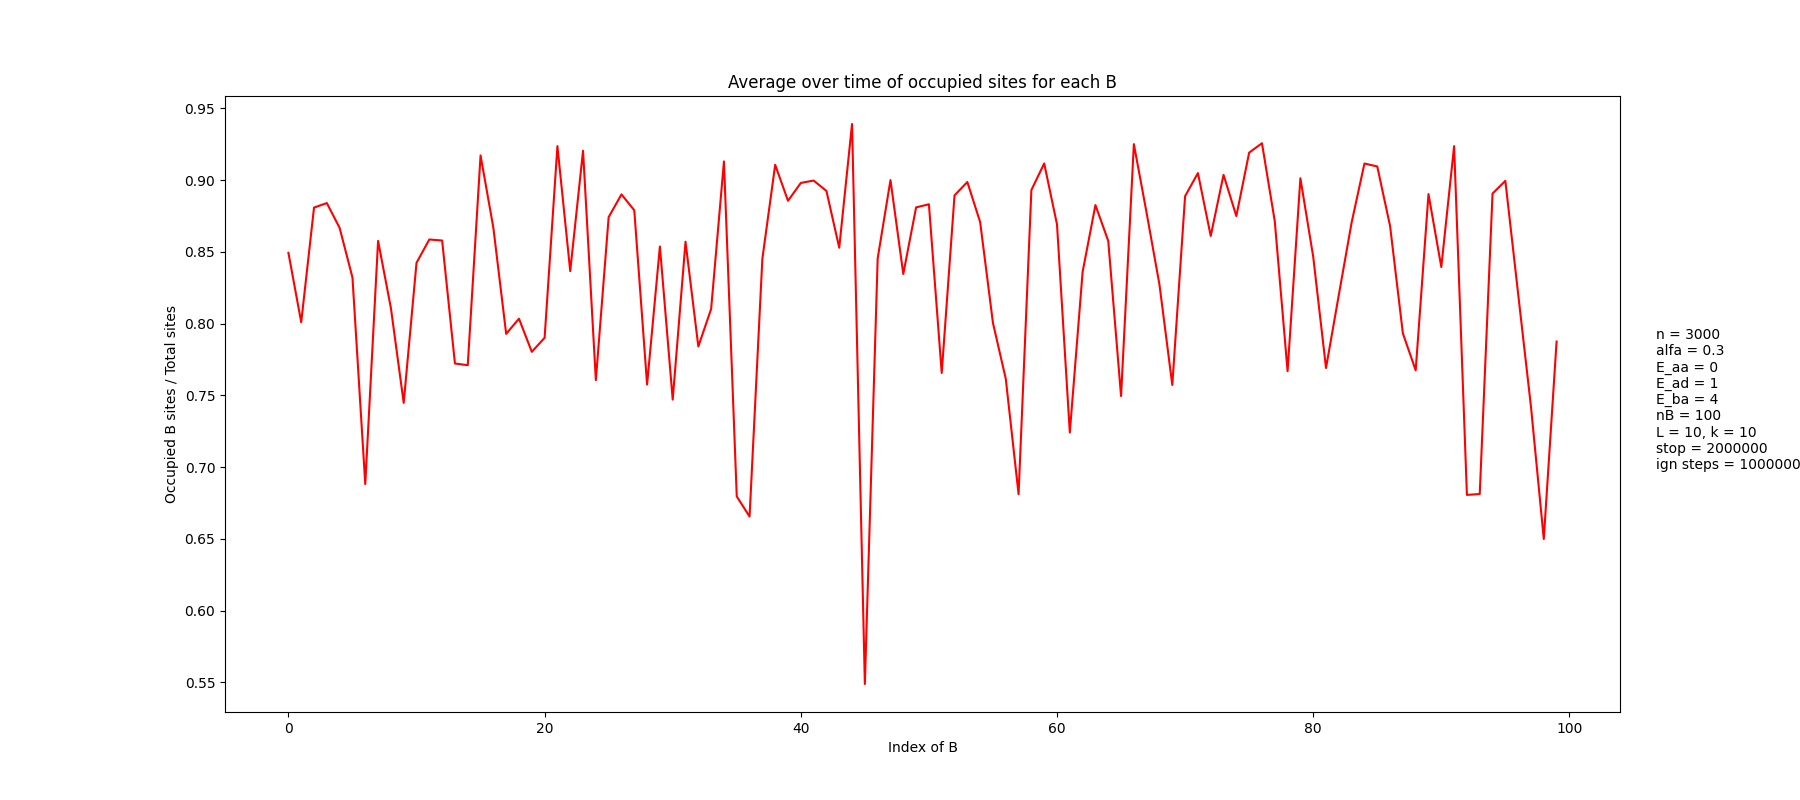 Average over time of occupied sites for each B
0.95
0.90
0.85
0.80
0.75
0.70
0.65
0.60
0.55
Occupied B sites / Total sites
0 20 40 60 80 100
Index of B
n = 3000
alfa = 0.3
E_aa = 0
E_ad = 1
E_ba = 4
nB = 100
L = 10, k = 10
stop = 2000000
ign steps = 1000000